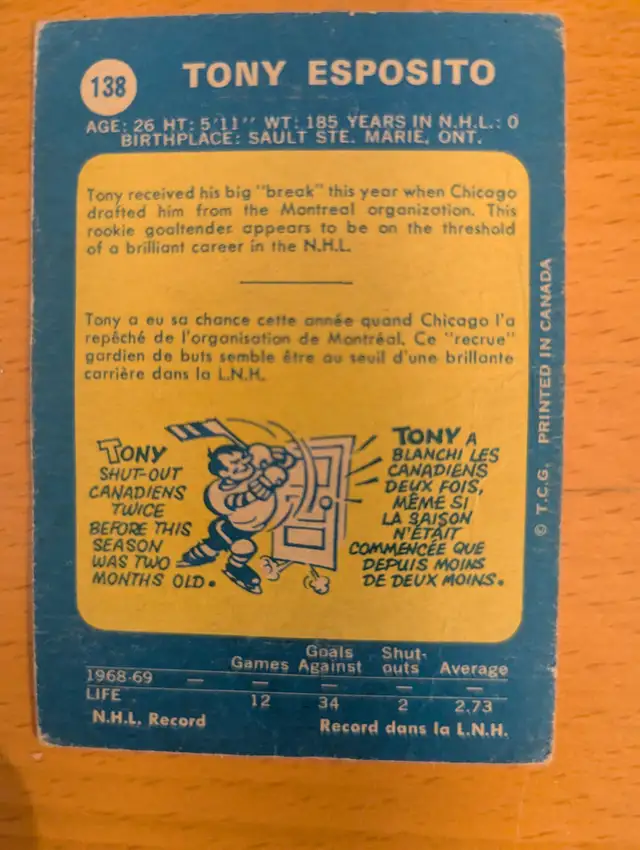 138
TONY ESPOSITO
AGE: 26 HT: 5'11" WT: 185 YEARS IN N.H.L.: 0
BIRTHPLACE: SAULT STE. MARIE, ONT.
Tony received his big "break" this year when Chicago
drafted him from the Montreal organization. This
rookie goaltender appears to be on the threshold
of a brilliant career in the N.H.L.
Tony a eu sa chance cette année quand Chicago l'a
repêché de l'organisation de Montréal. Ce "recrue"
gardien de buts semble être au seuil d'une brillante
carrière dans la L.N.H.
TONY
SHUT-OUT
CANADIENS
TWICE
BEFORE THIS
SEASON
WAS TWO
MONTHS OLD.
TONY A
BLANCHI LES
CANADIENS
DEUX FOIS,
MÊME SI
LA SAISON
N'ÉTAIT
COMMENCÉE QUE
DEPUIS MOINS
DE DEUX MOINS.
© T.C.G. PRINTED IN CANADA
Games Goals Against Shut-outs Average
1968-69 — — — — —
LIFE 12 34 2 2.73
N.H.L. Record Record dans la L.N.H.